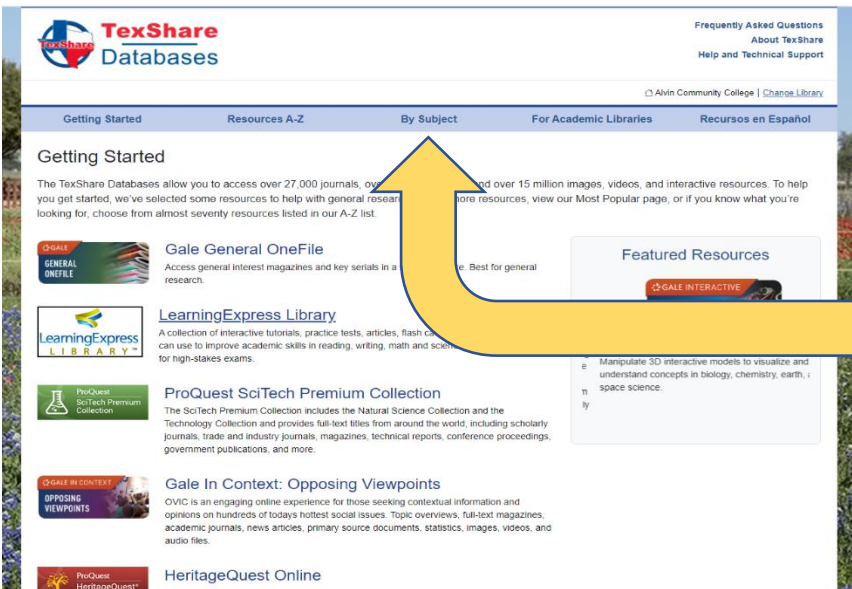 TexShare
TexShare
Databases
Frequently Asked Questions
About TexShare
Help and Technical Support
Alvin Community College | Change Library
Getting Started
Resources A-Z
By Subject
For Academic Libraries
Recursos en Español
Getting Started
The TexShare Databases allow you to access over 27,000 journals, and over 15 million images, videos, and interactive resources. To help
you get started, we've selected some resources to help with general more resources, view our Most Popular page, or if you know what you're
looking for, choose from almost seventy resources listed in our A-Z list.
GALE
GENERAL
ONEFILE
Gale General OneFile
Access general interest magazines and key serials in a Best for general
research.
LearningExpress
LIBRARY™
LearningExpress Library
A collection of interactive tutorials, practice tests, articles, flash
can use to improve academic skills in reading, writing, math and
for high-stakes exams.
ProQuest
SciTech Premium
Collection
ProQuest SciTech Premium Collection
The SciTech Premium Collection includes the Natural Science Collection and the
Technology Collection and provides full-text titles from around the world, including scholarly
journals, trade and industry journals, magazines, technical reports, conference proceedings,
government publications, and more.
GALE IN CONTEXT
OPPOSING
VIEWPOINTS
Gale In Context: Opposing Viewpoints
OVIC is an engaging online experience for those seeking contextual information and
opinions on hundreds of todays hottest social issues. Topic overviews, full-text magazines,
academic journals, news articles, primary source documents, statistics, images, videos, and
audio files.
ProQuest
HeritageQuest®
HeritageQuest Online
Featured Resources
GALE INTERACTIVE
Manipulate 3D interactive models to visualize and
understand concepts in biology, chemistry, earth,
space science.